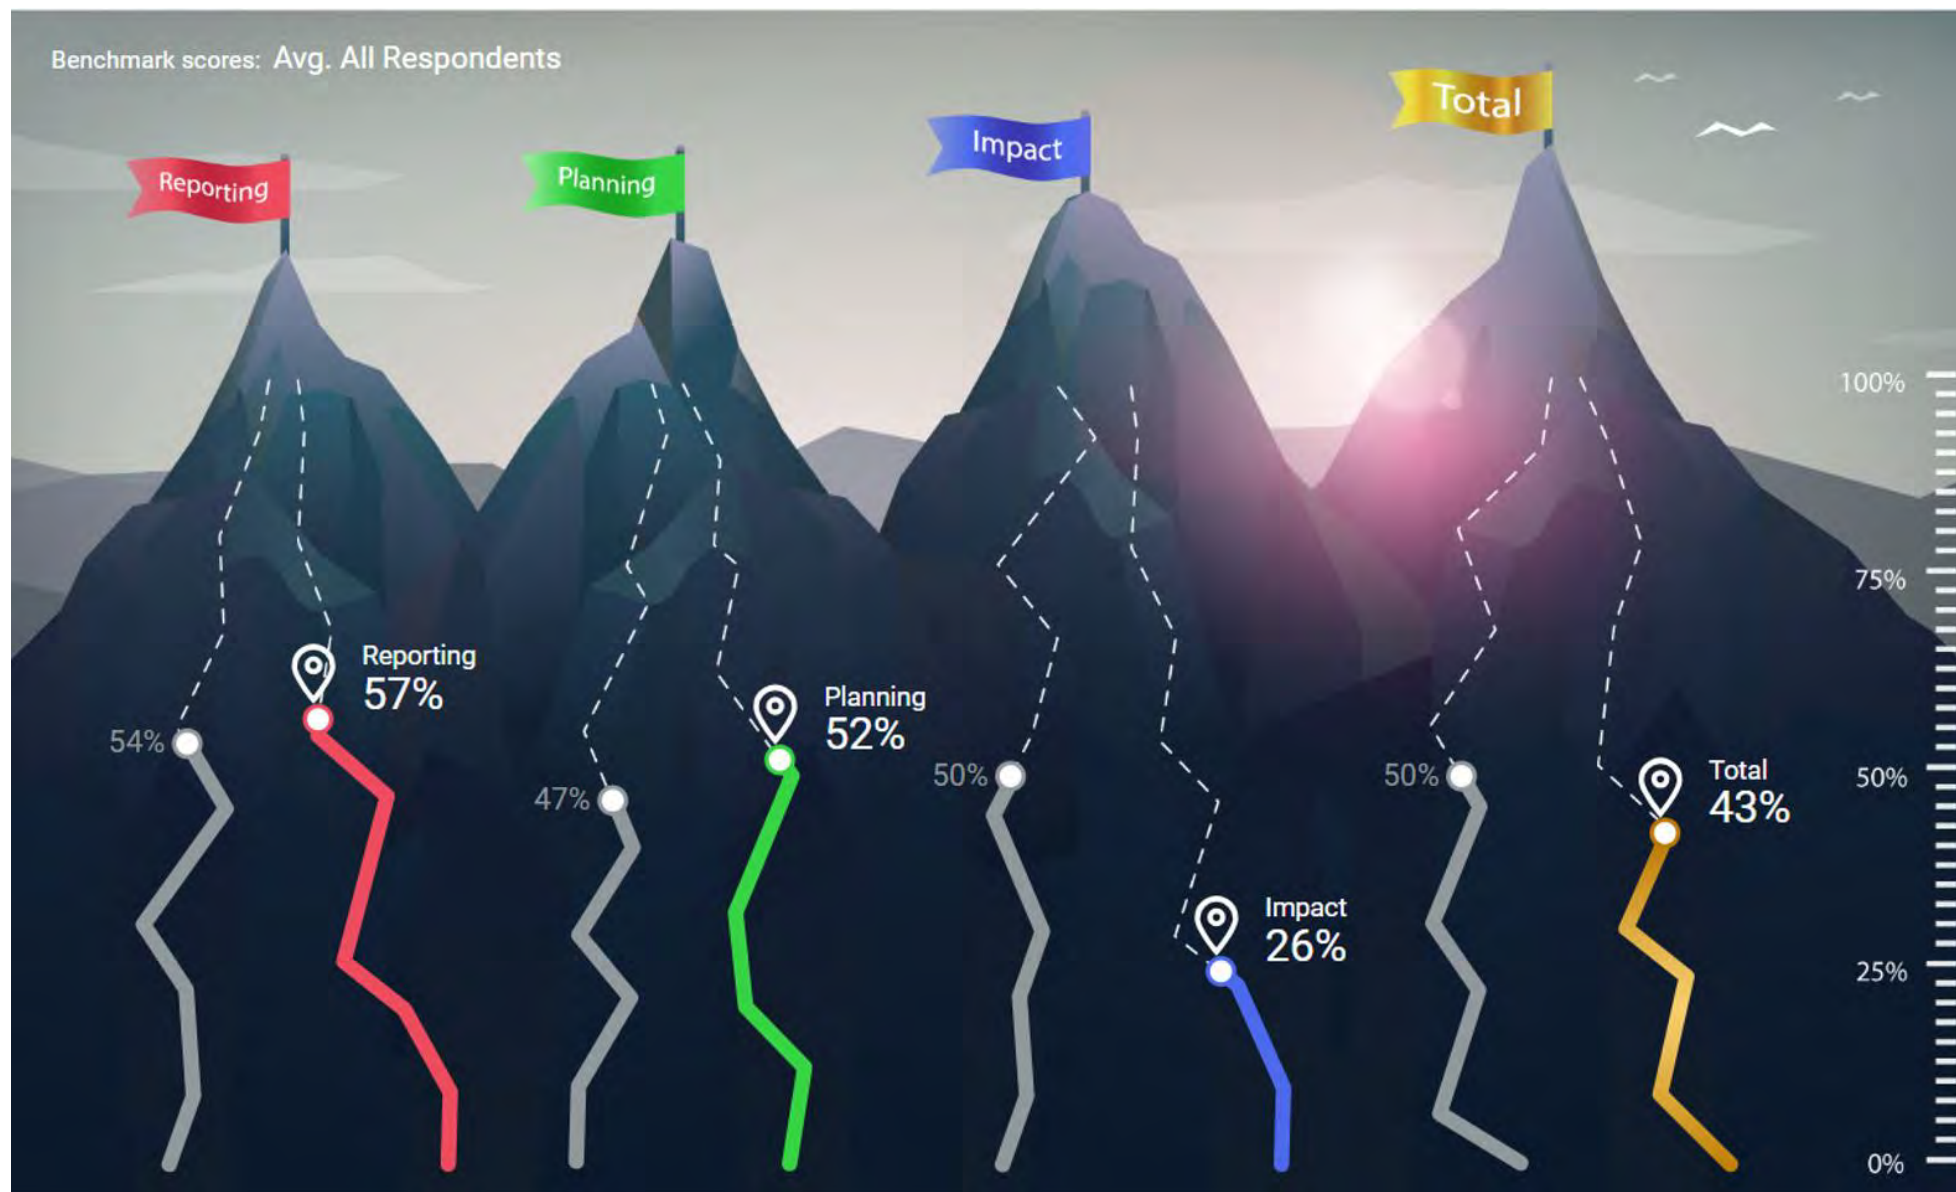 Benchmark scores: Avg. All Respondents
Reporting
Planning
Impact
Total
100%
75%
50%
25%
0%
54%
Reporting
57%
47%
Planning
52%
50%
Impact
26%
50%
Total
43%